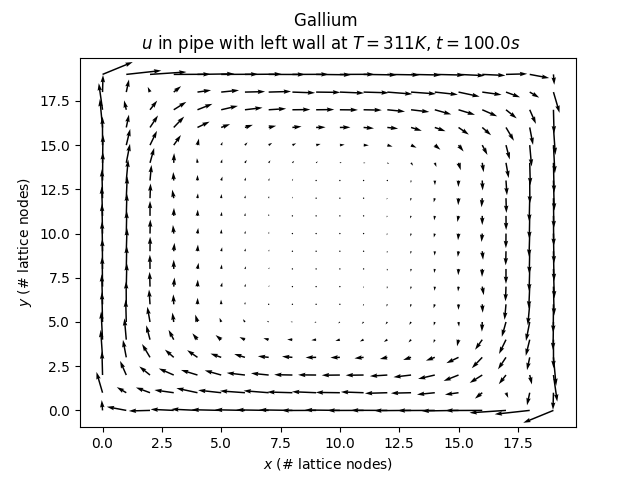 Gallium
u in pipe with left wall at T = 311K, t = 100.0s
17.5
15.0
12.5
10.0
7.5
5.0
2.5
0.0
y (# lattice nodes)
0.0 2.5 5.0 7.5 10.0 12.5 15.0 17.5
x (# lattice nodes)